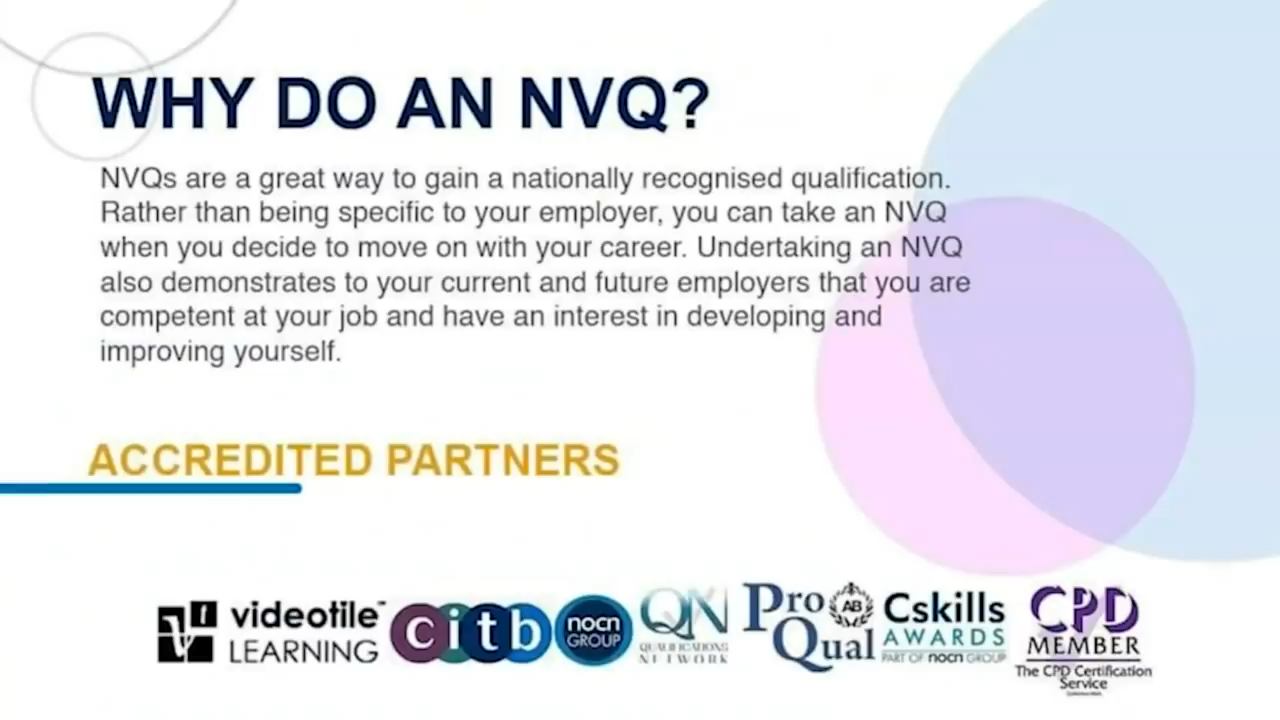 WHY DO AN NVQ?
NVQs are a great way to gain a nationally recognised qualification.
Rather than being specific to your employer, you can take an NVQ
when you decide to move on with your career. Undertaking an NVQ
also demonstrates to your current and future employers that you are
competent at your job and have an interest in developing and
improving yourself.
ACCREDITED PARTNERS
videotile
LEARNING
citb
nocn
GROUP
QN
QUALIFICATIONS
NETWORK
Pro AB
Qual
Cskills
AWARDS
PART OF nocn GROUP
CPD
MEMBER
The CPD Certification
Service